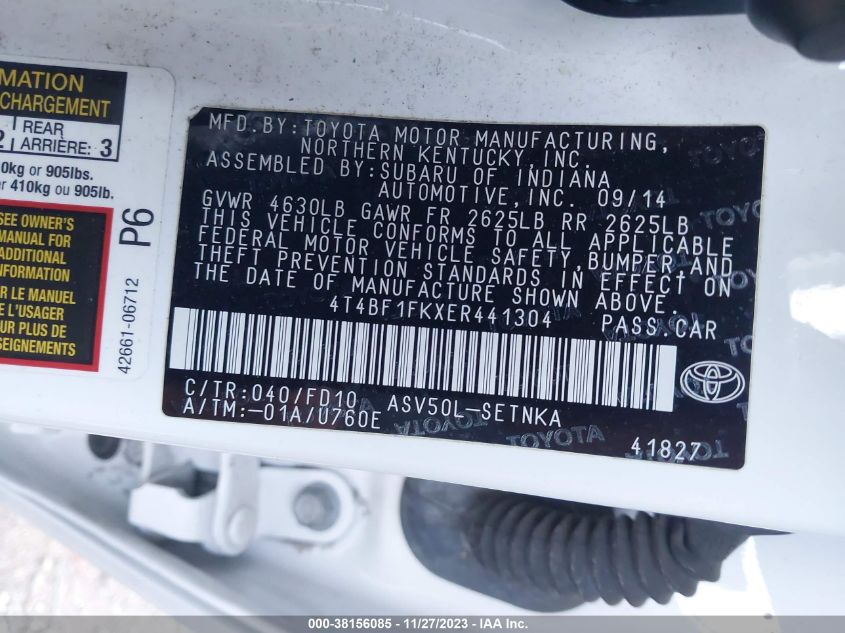 MATION
CHARGEMENT
2 REAR
ARRIÈRE: 3
0kg or 905lbs.
er 410kg ou 905lb.
SEE OWNER'S
MANUAL FOR
ADDITIONAL
INFORMATION
LE MANUEL
L'USAGER
OUR PLUS DE
SEIGNEMENTS
P6
42661-06712
MFD.BY:TOYOTA MOTOR MANUFACTURING,
NORTHERN KENTUCKY,INC.
ASSEMBLED BY:SUBARU OF INDIANA
AUTOMOTIVE,INC. 09/14
GVWR 4630LB GAWR FR 2625LB RR 2625LB
THIS VEHICLE CONFORMS TO ALL APPLICABLE
FEDERAL MOTOR VEHICLE SAFETY,BUMPER AND
THEFT PREVENTION STANDARDS IN EFFECT ON
THE DATE OF MANUFACTURE SHOWN ABOVE.
4T4BF1FKXER441304 PASS.CAR
C/TR:040/FD10 ASV50L-SETNKA
A/TM:-01A/U760E
41827
TOYOTA
000-38156085 - 11/27/2023 - IAA Inc.